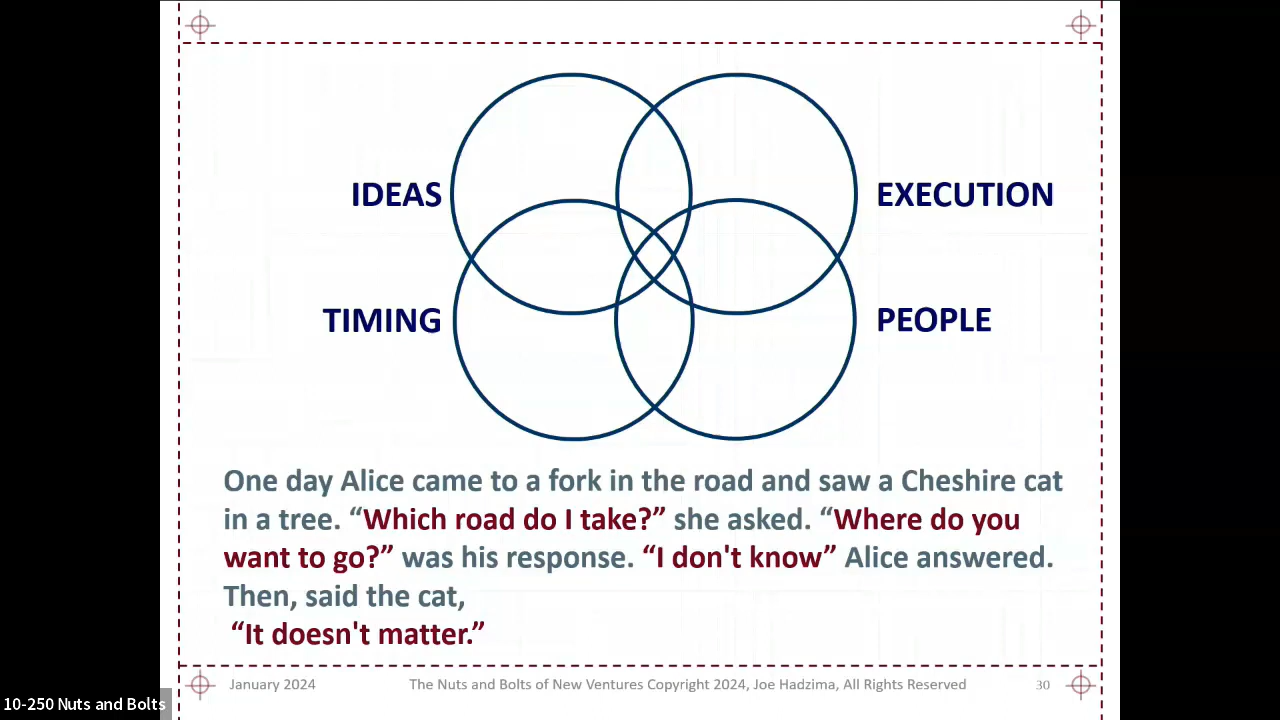 IDEAS
EXECUTION
TIMING
PEOPLE
One day Alice came to a fork in the road and saw a Cheshire cat
in a tree. “Which road do I take?” she asked. “Where do you
want to go?” was his response. “I don't know” Alice answered.
Then, said the cat,
“It doesn't matter.”
January 2024
The Nuts and Bolts of New Ventures Copyright 2024, Joe Hadzima, All Rights Reserved
30
10-250 Nuts and Bolts